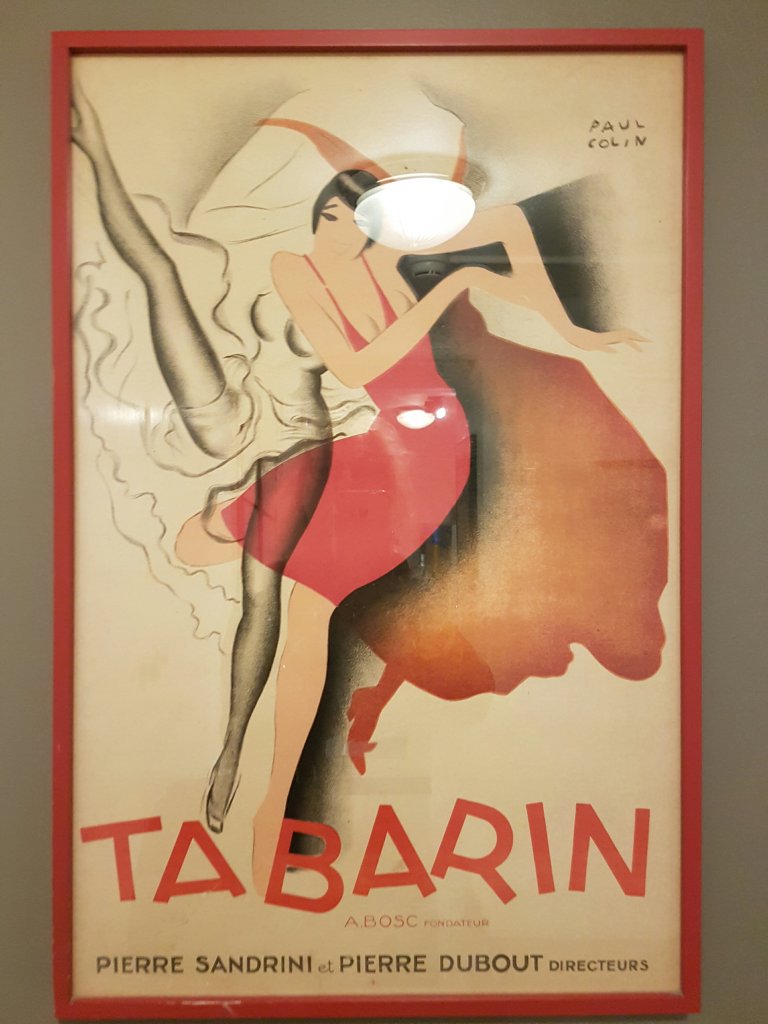 PAUL
COLIN
TABARIN
A.BOSC FONDATEUR
PIERRE SANDRINI et PIERRE DUBOUT DIRECTEURS